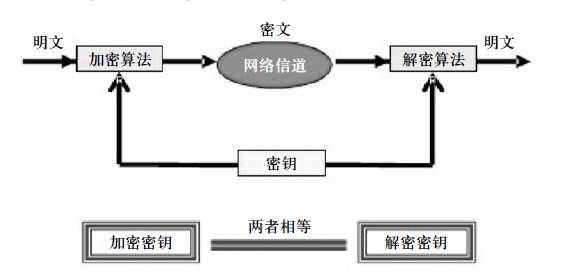 密文
明文
加密算法
网络信道
解密算法
明文
密钥
两者相等
加密密钥
解密密钥